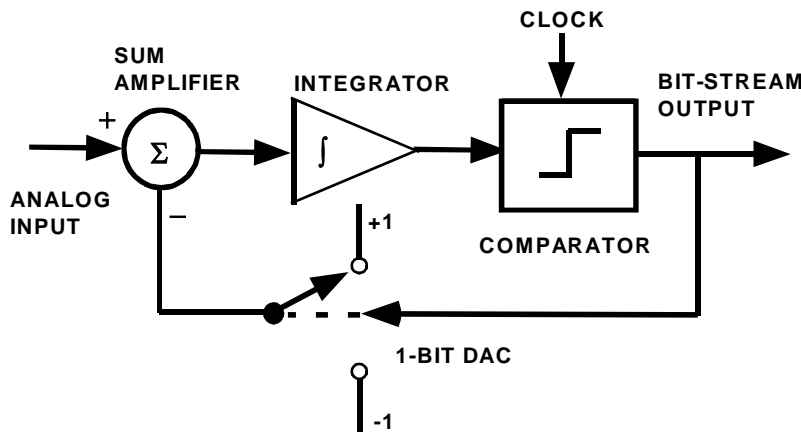 CLOCK
SUM
AMPLIFIER
INTEGRATOR
BIT-STREAM
OUTPUT
+
Σ
∫
ANALOG
INPUT
–
+1
COMPARATOR
1-BIT DAC
-1